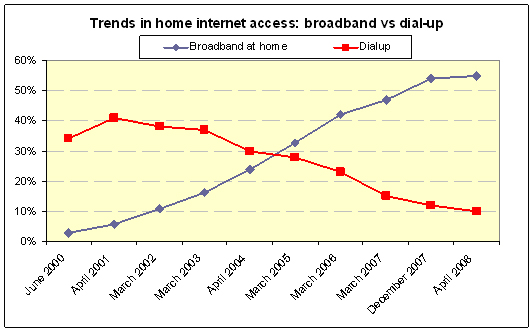 Trends in home internet access: broadband vs dial-up
Broadband at home
Dialup
60%
50%
40%
30%
20%
10%
0%
June 2000
April 2001
March 2002
March 2003
April 2004
March 2005
March 2006
March 2007
December 2007
April 2008